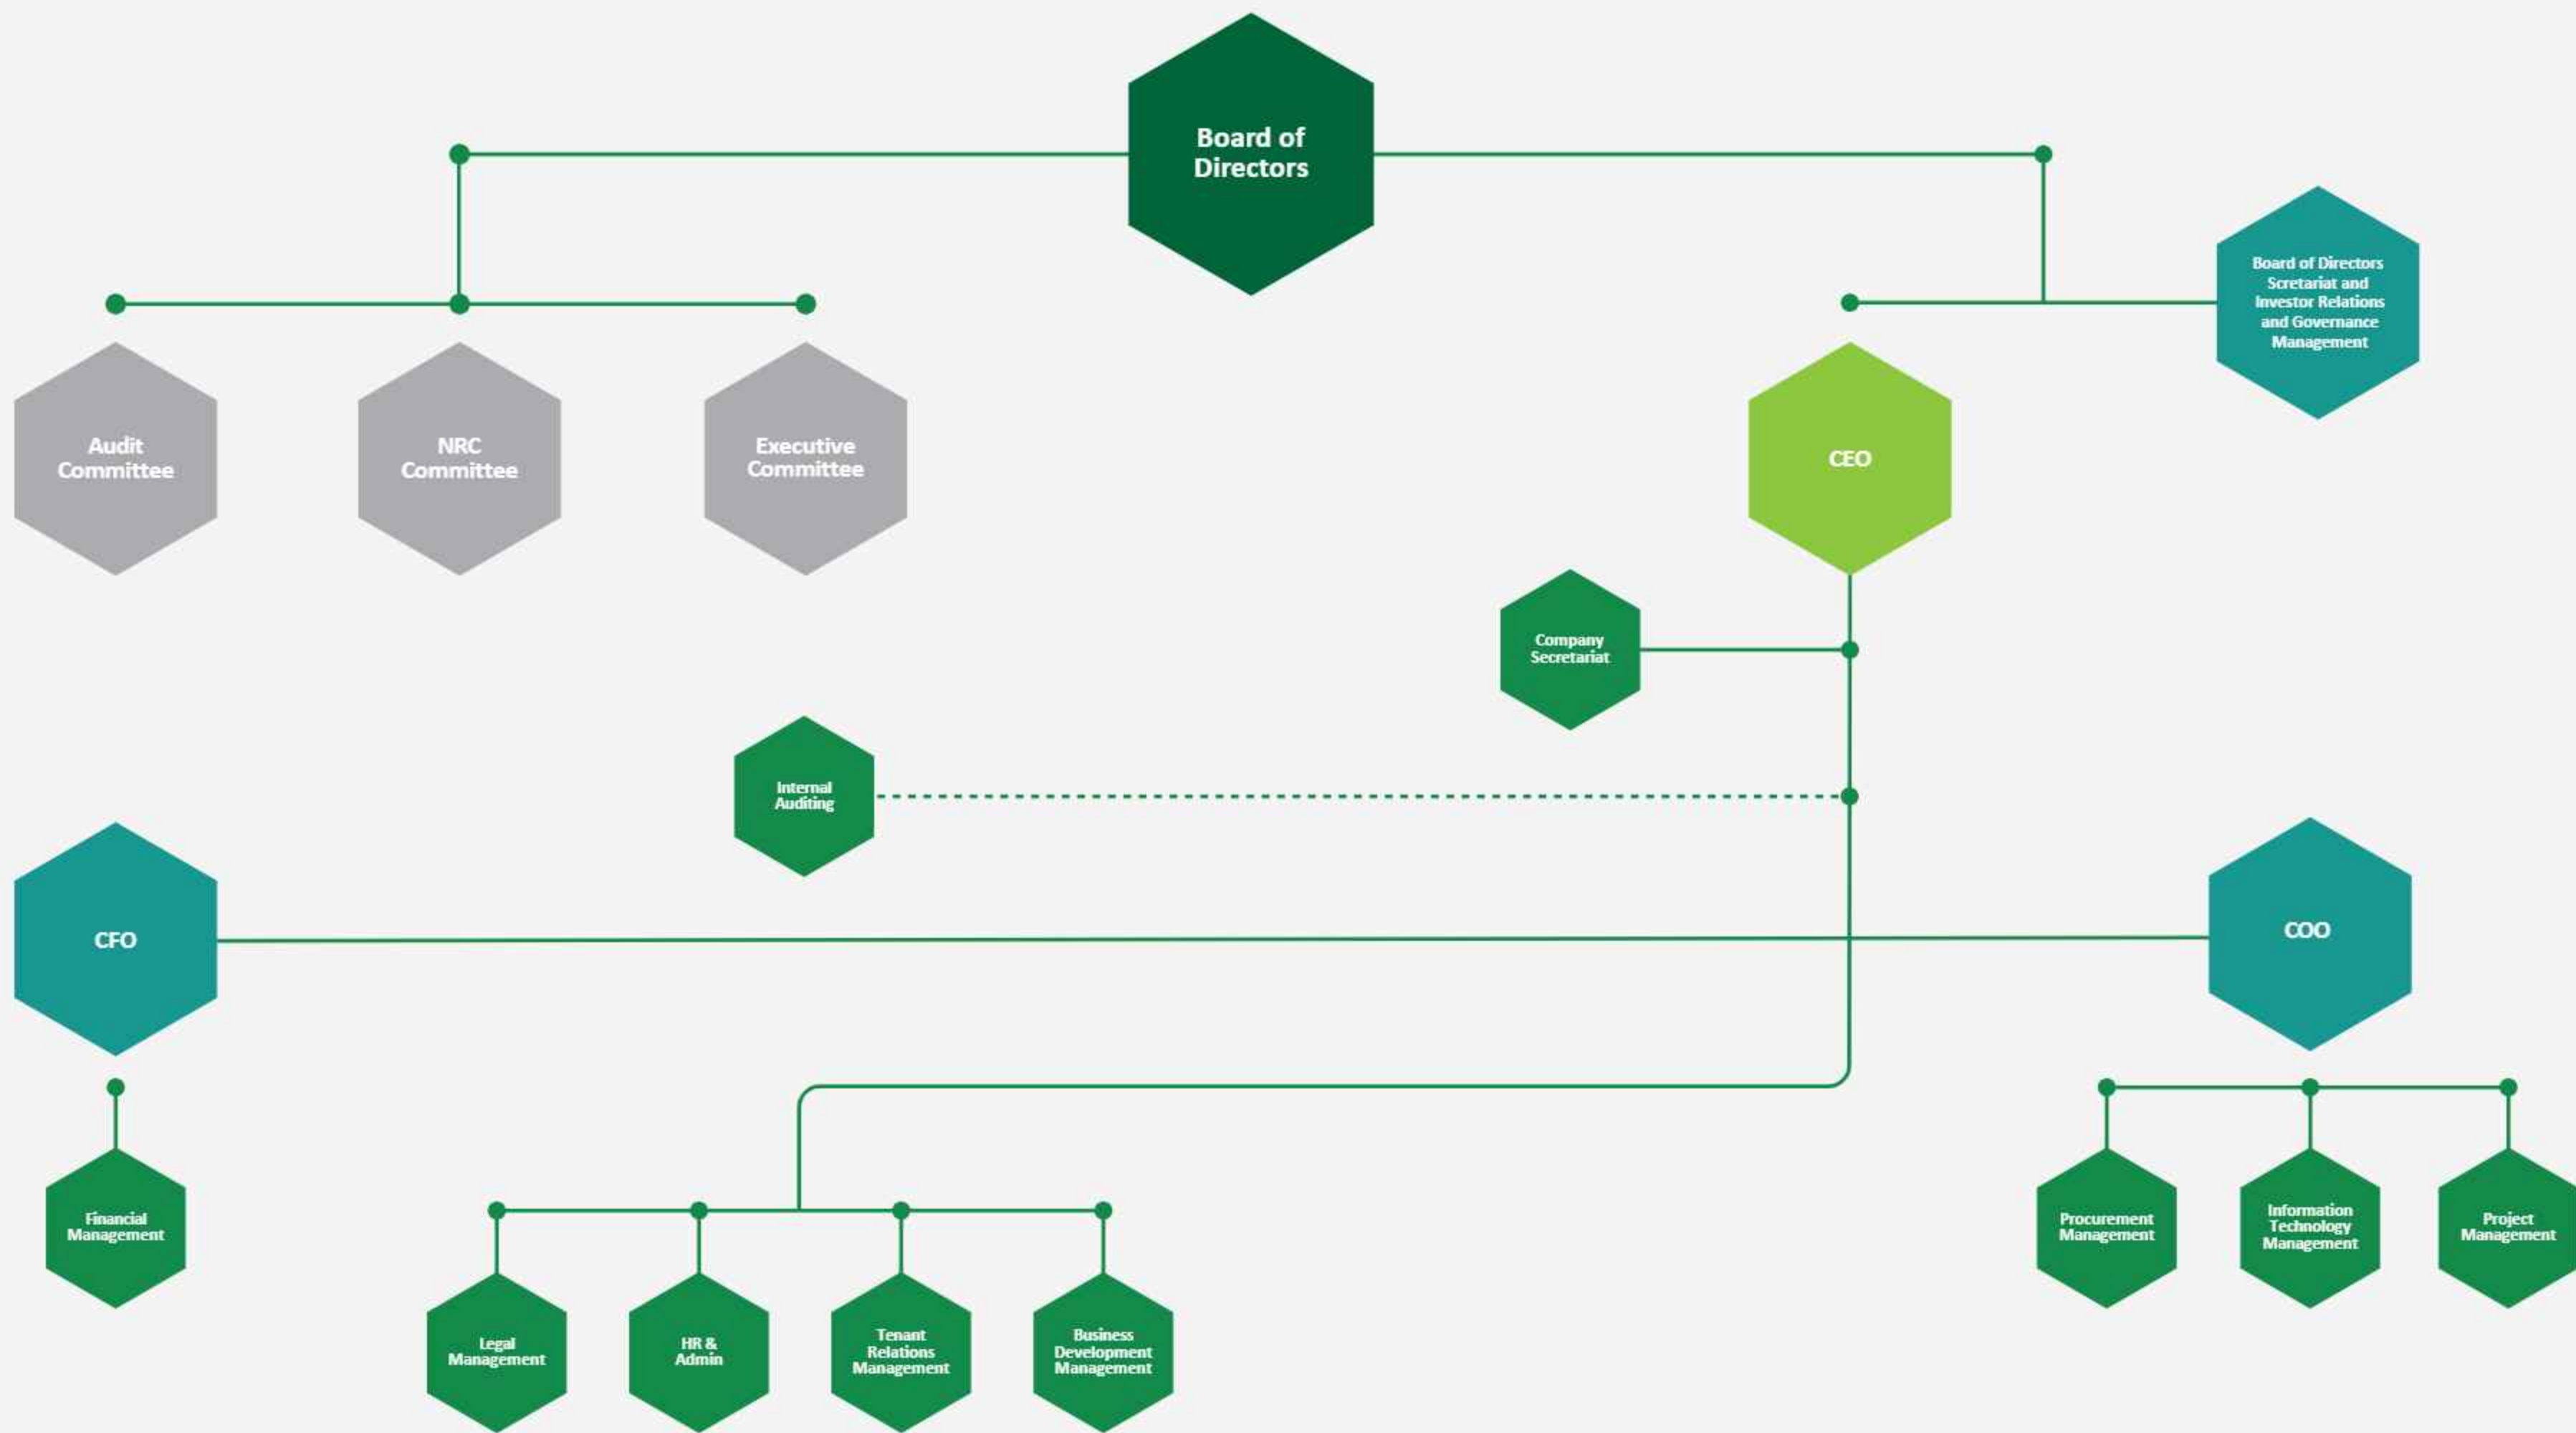 Board of
Directors
Board of Directors
Scretariat and
Investor Relations
and Governance
Management
Audit
Committee
NRC
Committee
Executive
Committee
CEO
Company
Secretariat
Internal
Auditing
CFO
COO
Financial
Management
Procurement
Management
Information
Technology
Management
Project
Management
Legal
Management
HR &
Admin
Tenant
Relations
Management
Business
Development
Management